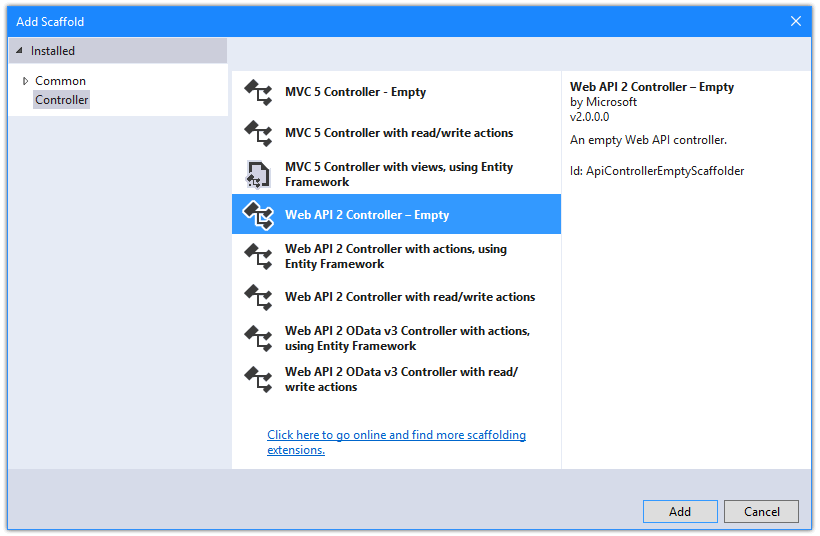 Add Scaffold
Installed
Common
Controller
MVC 5 Controller - Empty
MVC 5 Controller with read/write actions
MVC 5 Controller with views, using Entity
Framework
Web API 2 Controller – Empty
Web API 2 Controller with actions, using
Entity Framework
Web API 2 Controller with read/write actions
Web API 2 OData v3 Controller with actions,
using Entity Framework
Web API 2 OData v3 Controller with read/
write actions
Click here to go online and find more scaffolding
extensions.
Web API 2 Controller – Empty
by Microsoft
v2.0.0.0
An empty Web API controller.
Id: ApiControllerEmptyScaffolder
Add
Cancel